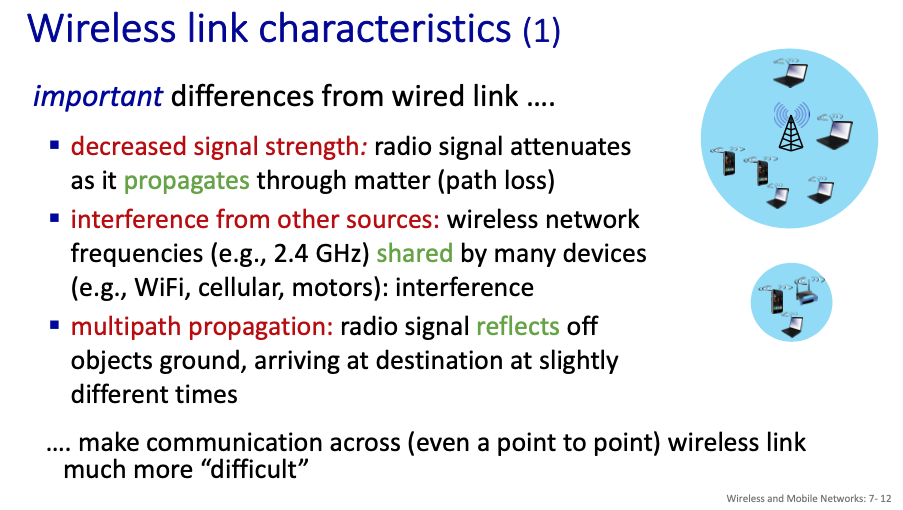 Wireless link characteristics (1)
important differences from wired link ….
▪ decreased signal strength: radio signal attenuates
as it propagates through matter (path loss)
▪ interference from other sources: wireless network
frequencies (e.g., 2.4 GHz) shared by many devices
(e.g., WiFi, cellular, motors): interference
▪ multipath propagation: radio signal reflects off
objects ground, arriving at destination at slightly
different times
…. make communication across (even a point to point) wireless link
much more “difficult”
Wireless and Mobile Networks: 7- 12